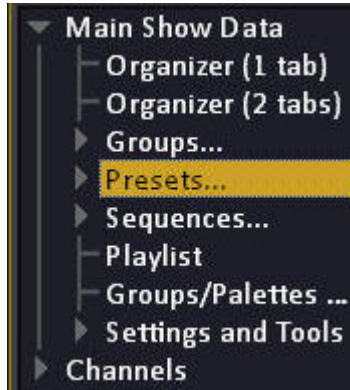 Main Show Data
Organizer (1 tab)
Organizer (2 tabs)
Groups...
Presets...
Sequences...
Playlist
Groups/Palettes ...
Settings and Tools
Channels